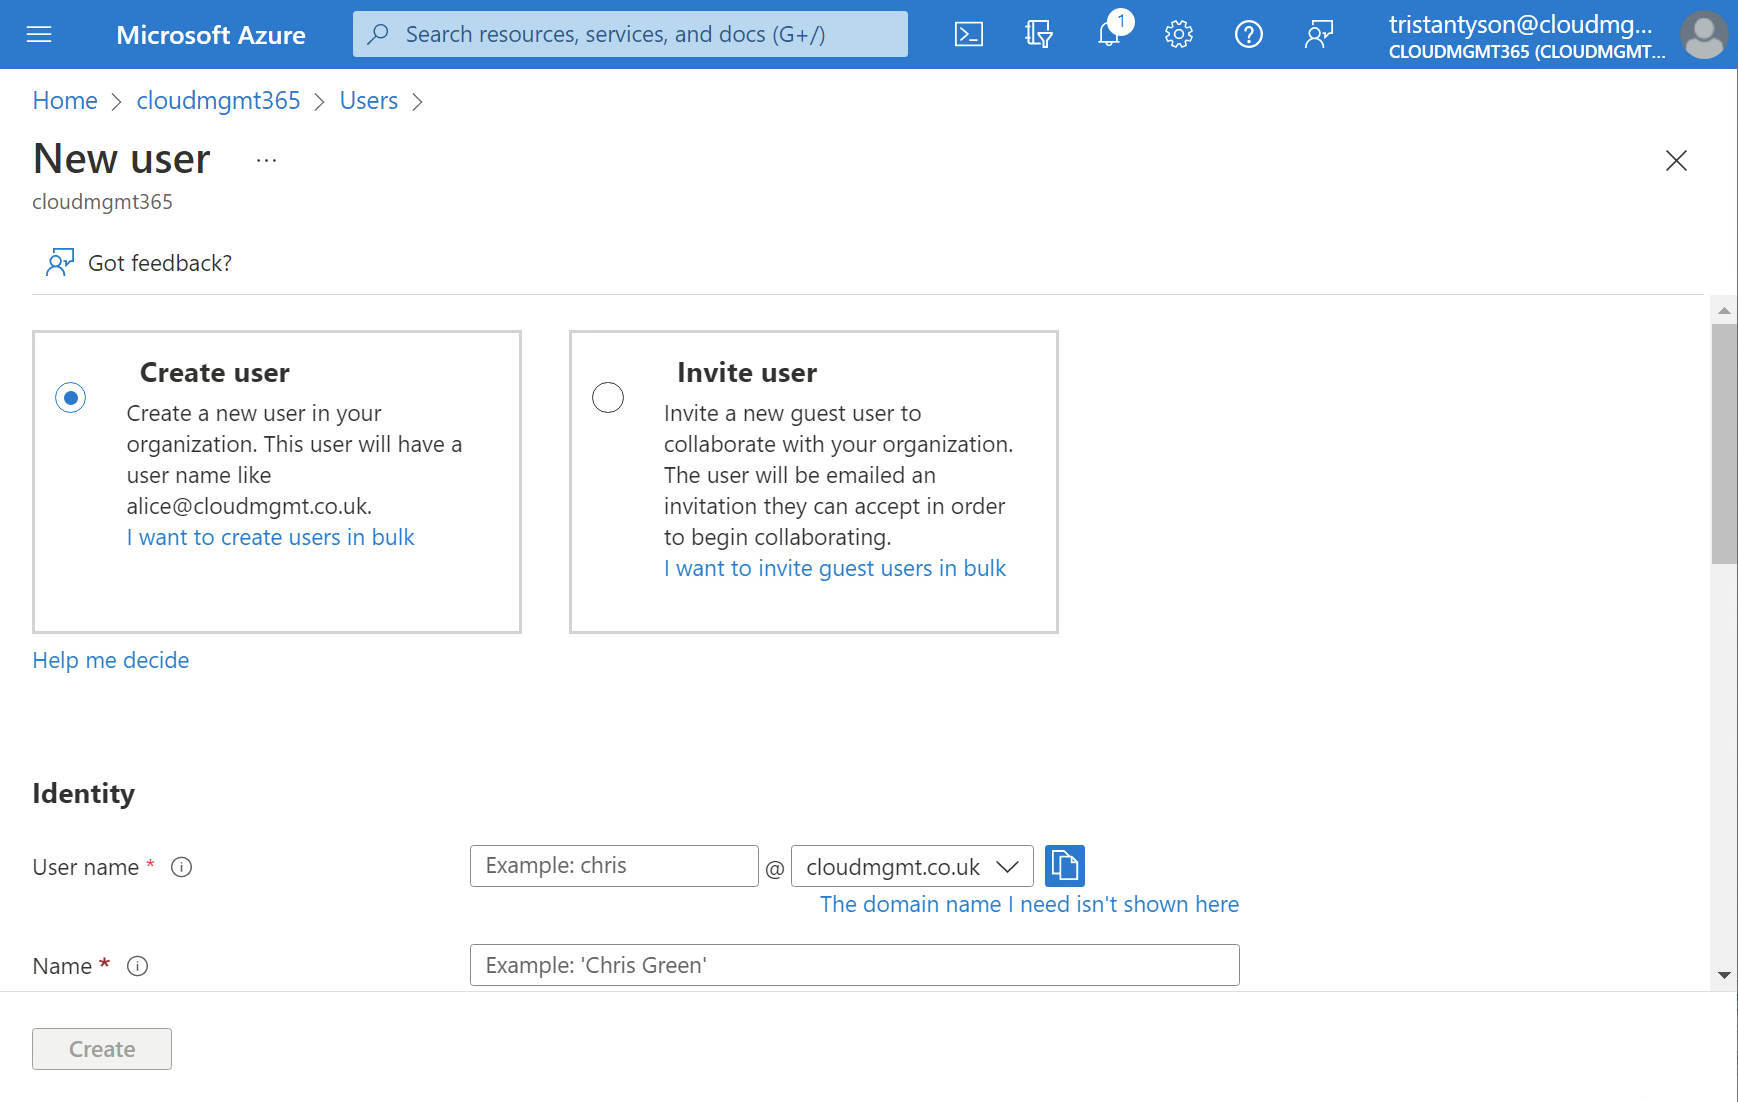 Microsoft Azure
Search resources, services, and docs (G+/)
1
tristantyson@cloudmg...
CLOUDMGMT365 (CLOUDMGMT...
Home > cloudmgmt365 > Users >
New user ...
cloudmgmt365
Got feedback?
Create user
Create a new user in your
organization. This user will have a
user name like
alice@cloudmgmt.co.uk.
I want to create users in bulk
Invite user
Invite a new guest user to
collaborate with your organization.
The user will be emailed an
invitation they can accept in order
to begin collaborating.
I want to invite guest users in bulk
Help me decide
Identity
User name *
Example: chris
@
cloudmgmt.co.uk
The domain name I need isn't shown here
Name *
Example: 'Chris Green'
Create